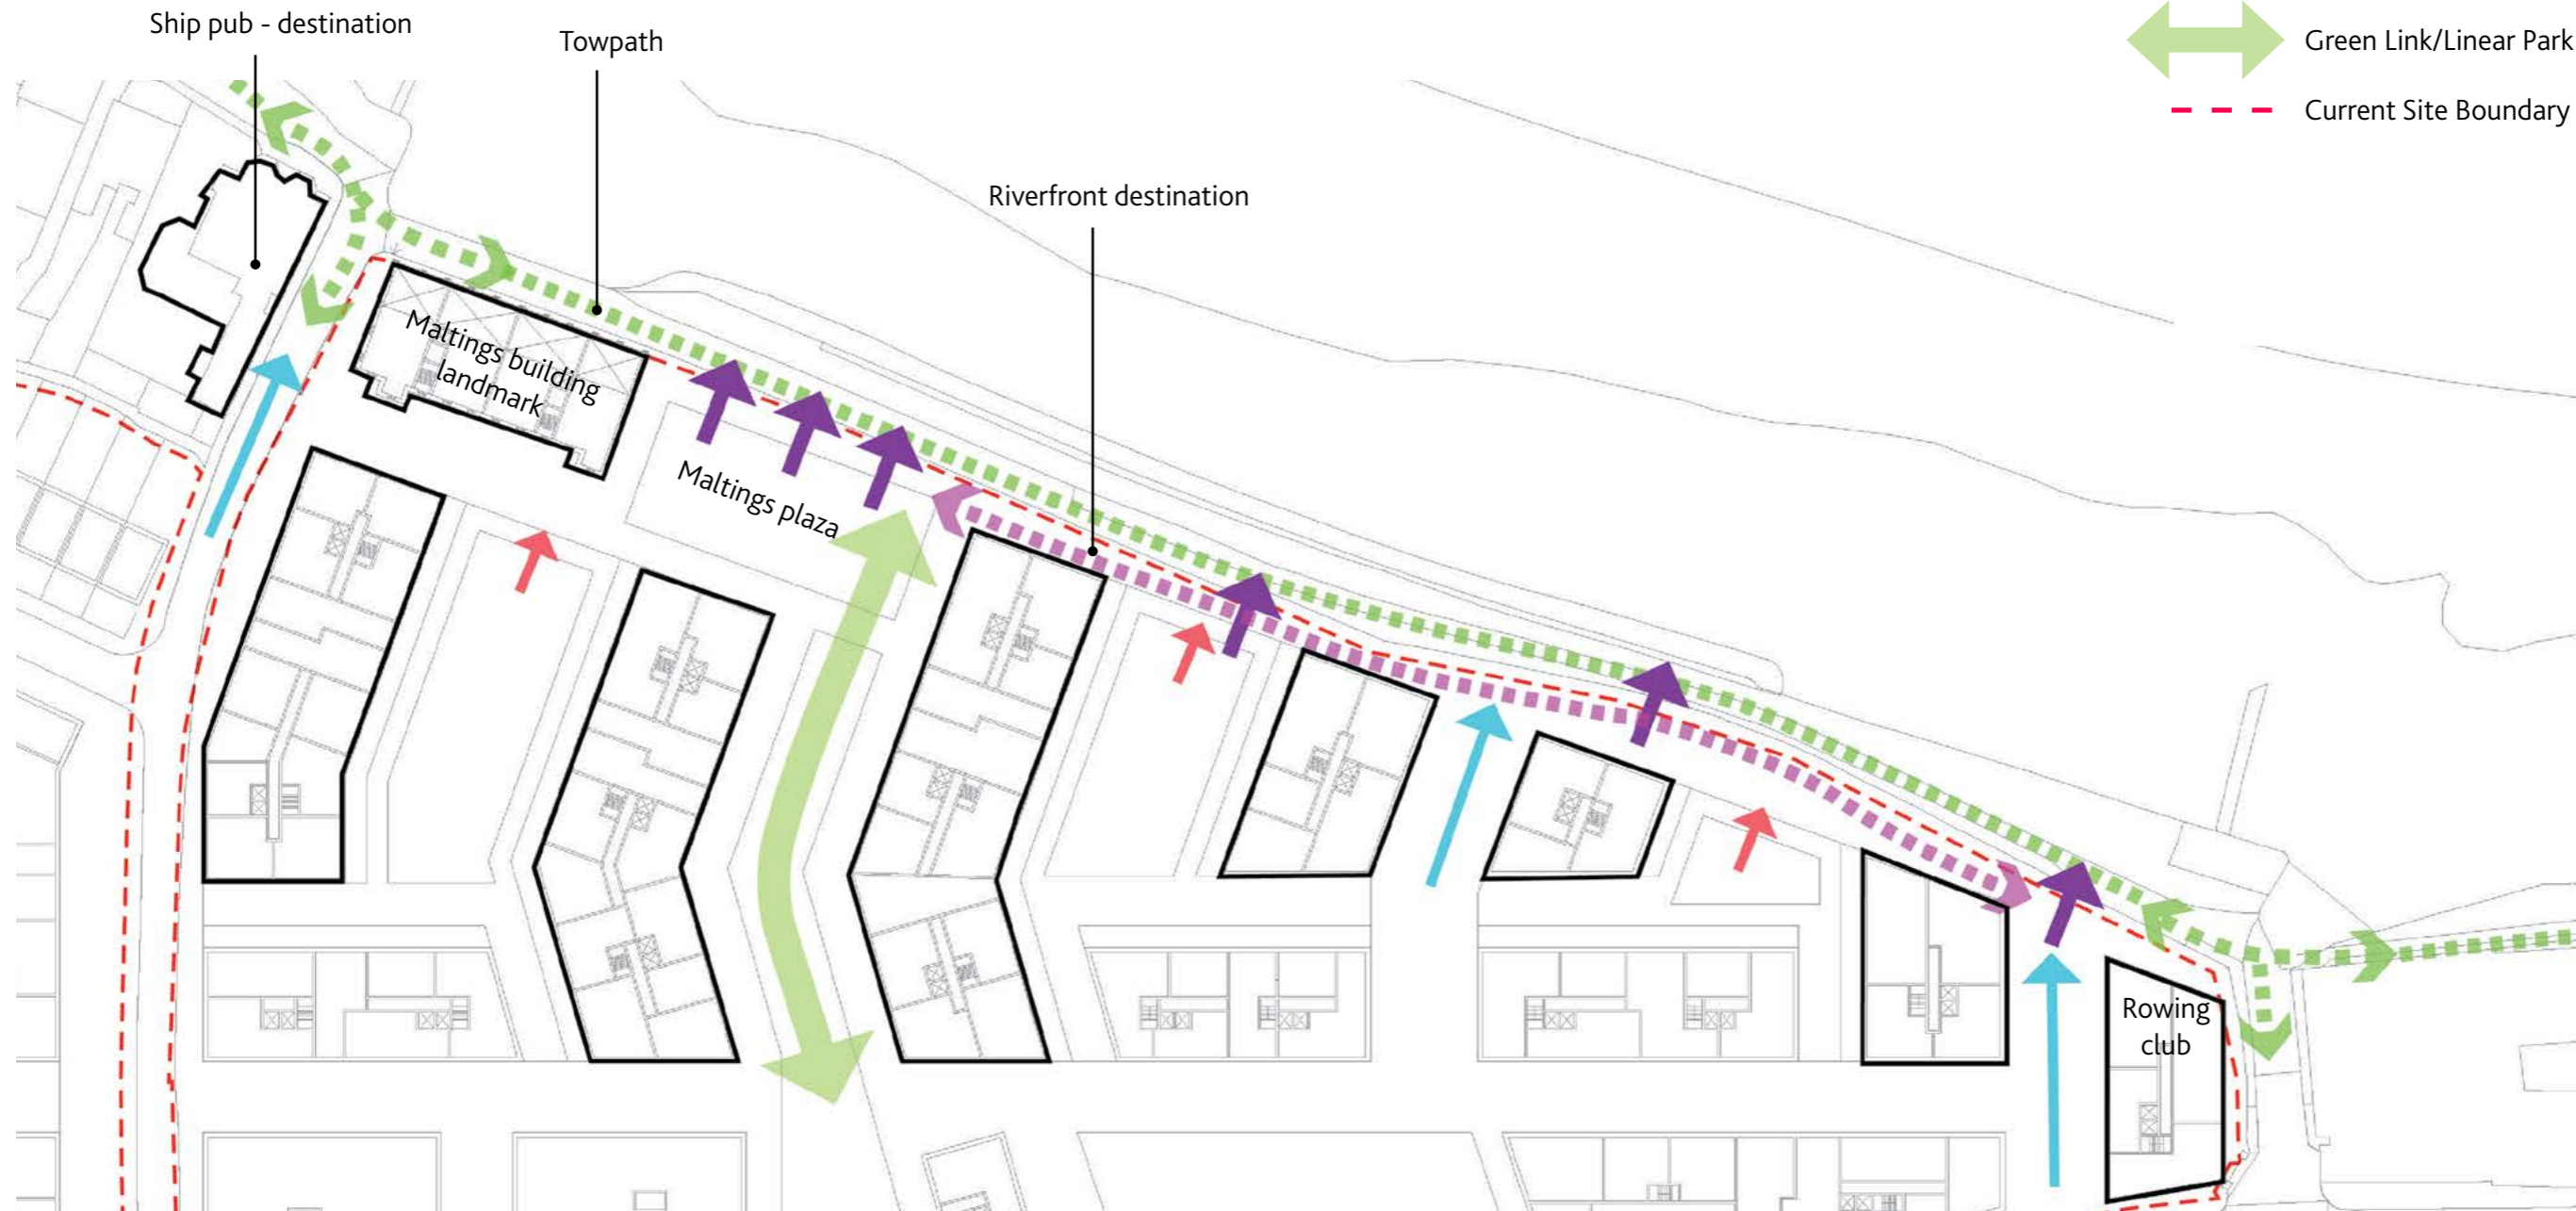 Ship pub - destination
Towpath
Green Link/Linear Park
Current Site Boundary
Riverfront destination
Maltings building
landmark
Maltings plaza
Rowing
club